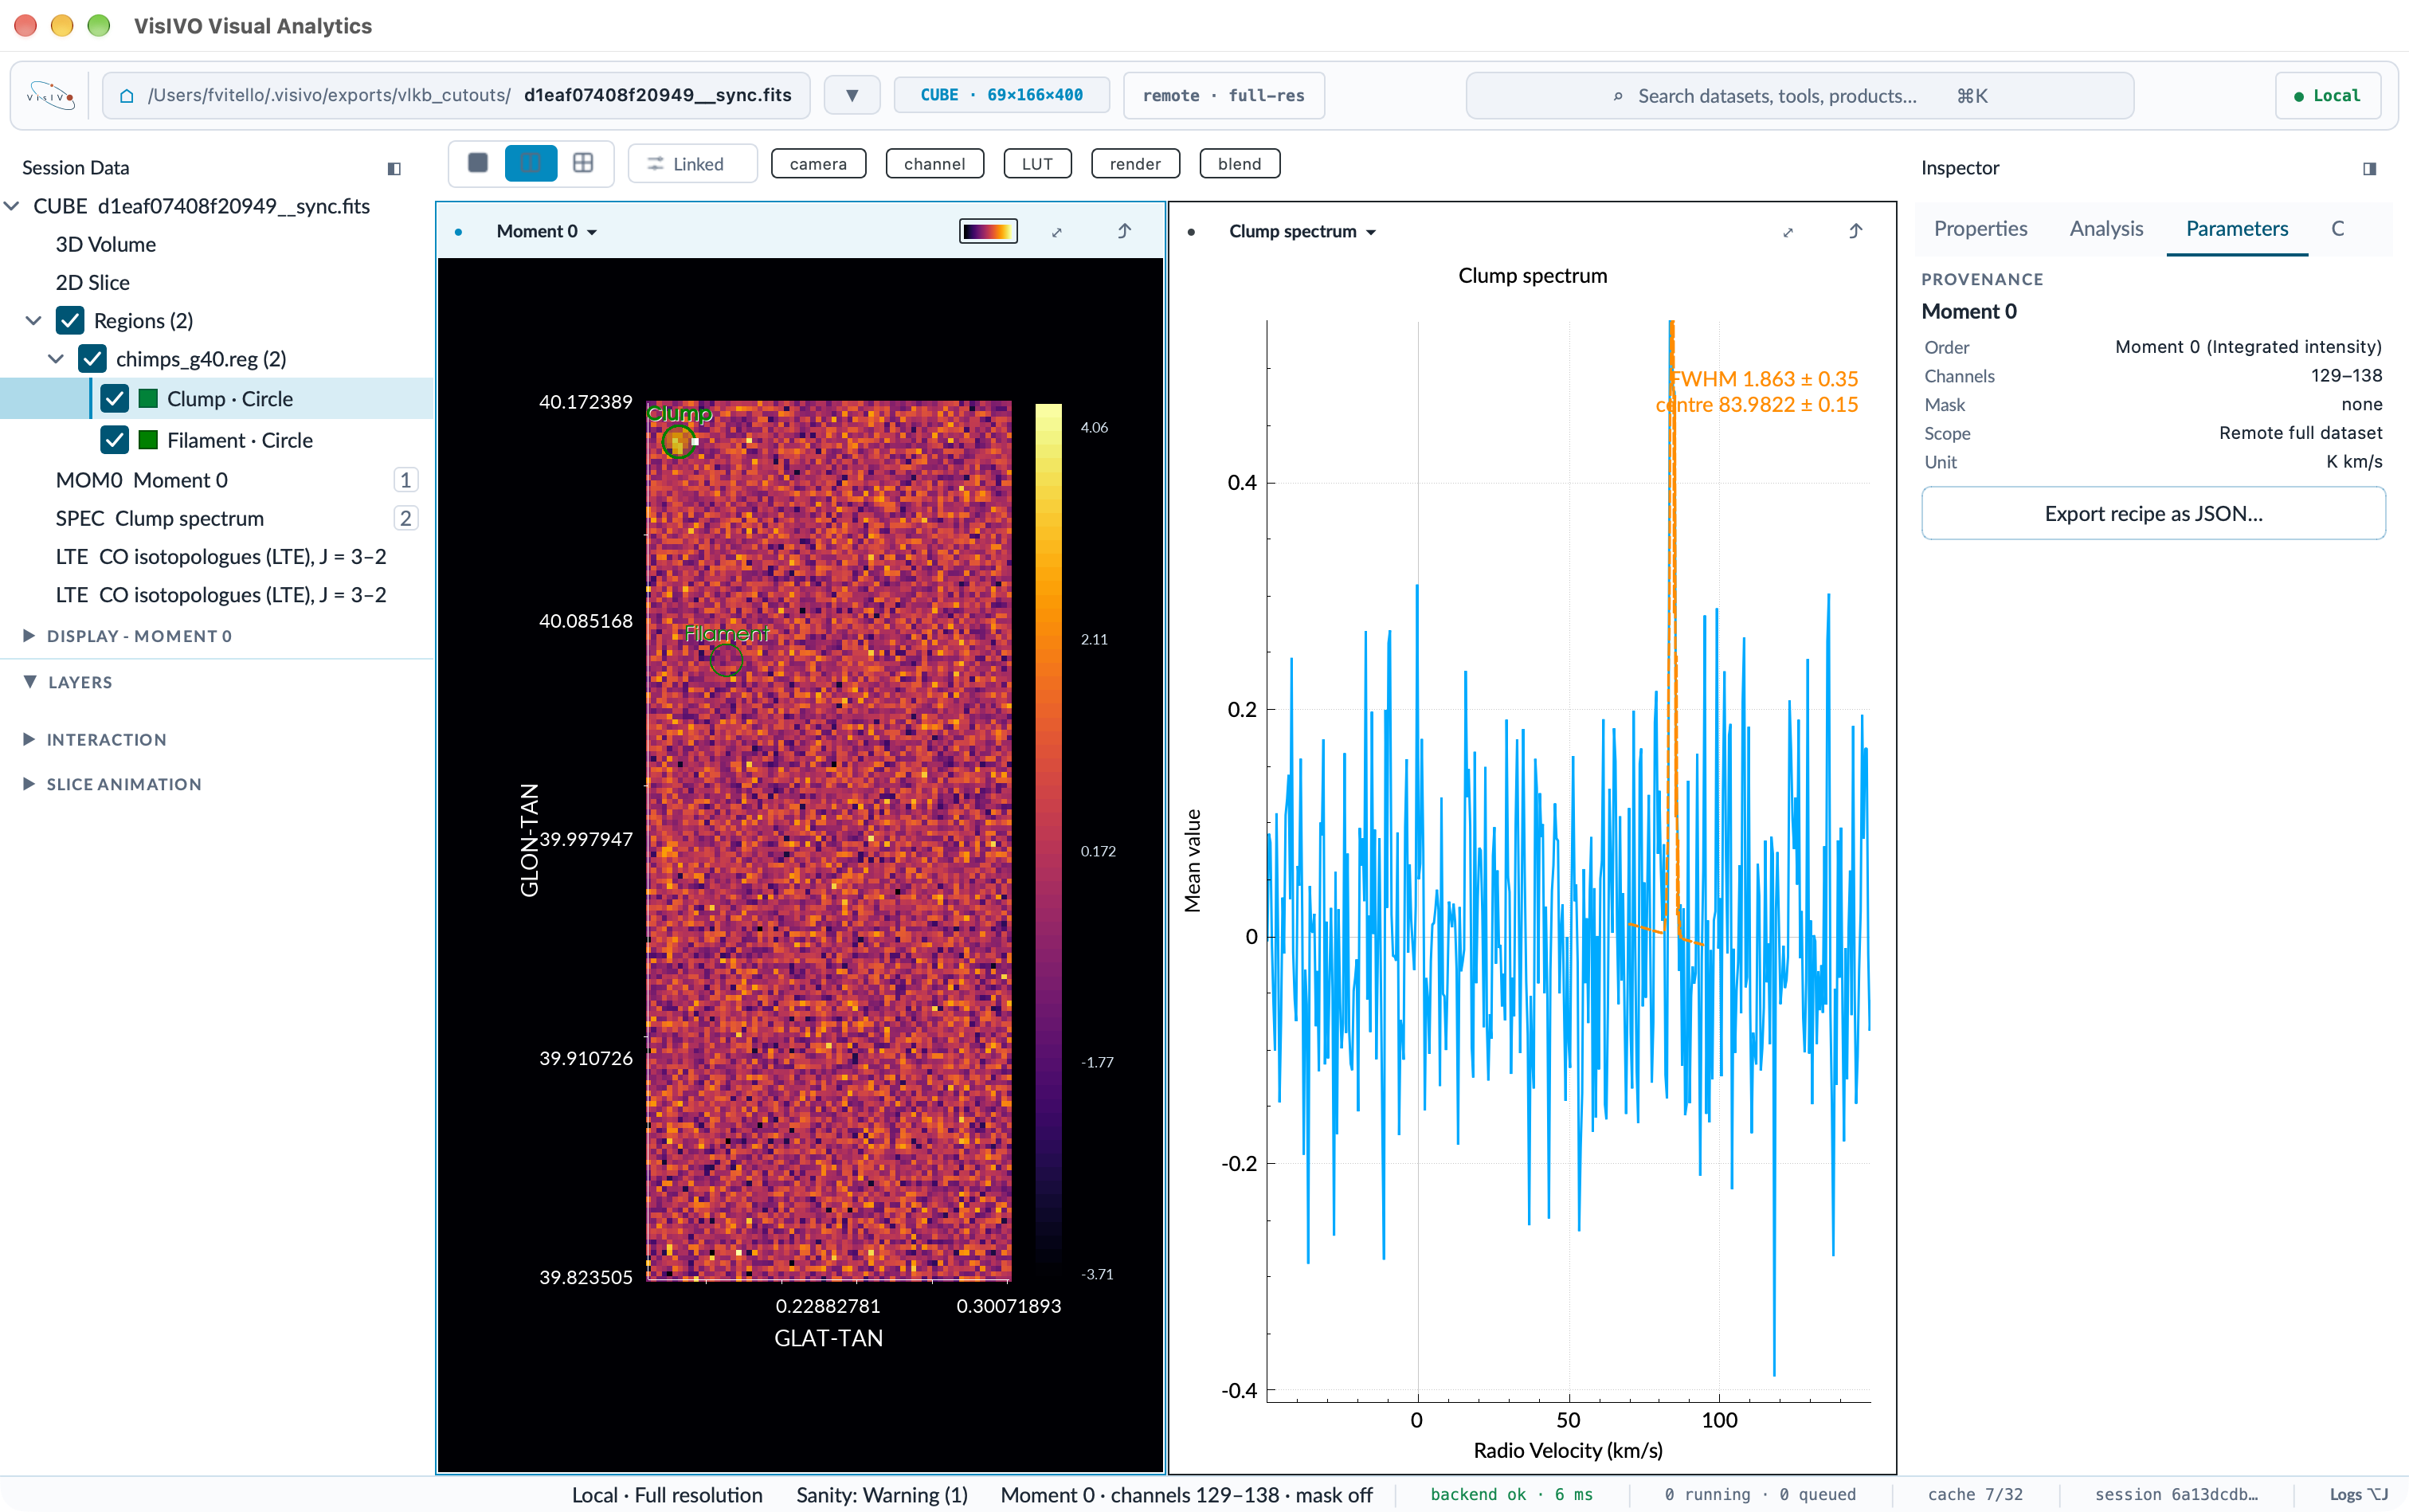 VisIVO Visual Analytics
VisIVO /Users/fvitello/.visivo/exports/vlkb_cutouts/ d1eaf07408f20949__sync.fits ▼ CUBE · 69×166×400 remote · full-res Search datasets, tools, products... ⌘K Local
Session Data
CUBE d1eaf07408f20949__sync.fits
3D Volume
2D Slice
Regions (2)
chimps_g40.reg (2)
Clump · Circle
Filament · Circle
MOM0 Moment 0 1
SPEC Clump spectrum 2
LTE CO isotopologues (LTE), J = 3-2
LTE CO isotopologues (LTE), J = 3-2
DISPLAY - MOMENT 0
LAYERS
INTERACTION
SLICE ANIMATION
Linked camera channel LUT render blend
Moment 0
40.172389
40.085168
39.997947
39.910726
39.823505
GLON-TAN
Clump
Filament
4.06
2.11
0.172
-1.77
-3.71
0.22882781 0.30071893
GLAT-TAN
Clump spectrum
Clump spectrum
FWHM 1.863 ± 0.35
centre 83.9822 ± 0.15
0.4
0.2
0
-0.2
-0.4
Mean value
0 50 100
Radio Velocity (km/s)
Inspector
Properties Analysis Parameters C
PROVENANCE
Moment 0
Order Moment 0 (Integrated intensity)
Channels 129–138
Mask none
Scope Remote full dataset
Unit K km/s
Export recipe as JSON...
Local · Full resolution Sanity: Warning (1) Moment 0 · channels 129–138 · mask off backend ok · 6 ms 0 running · 0 queued cache 7/32 session 6a13dcdb… Logs ⌥J